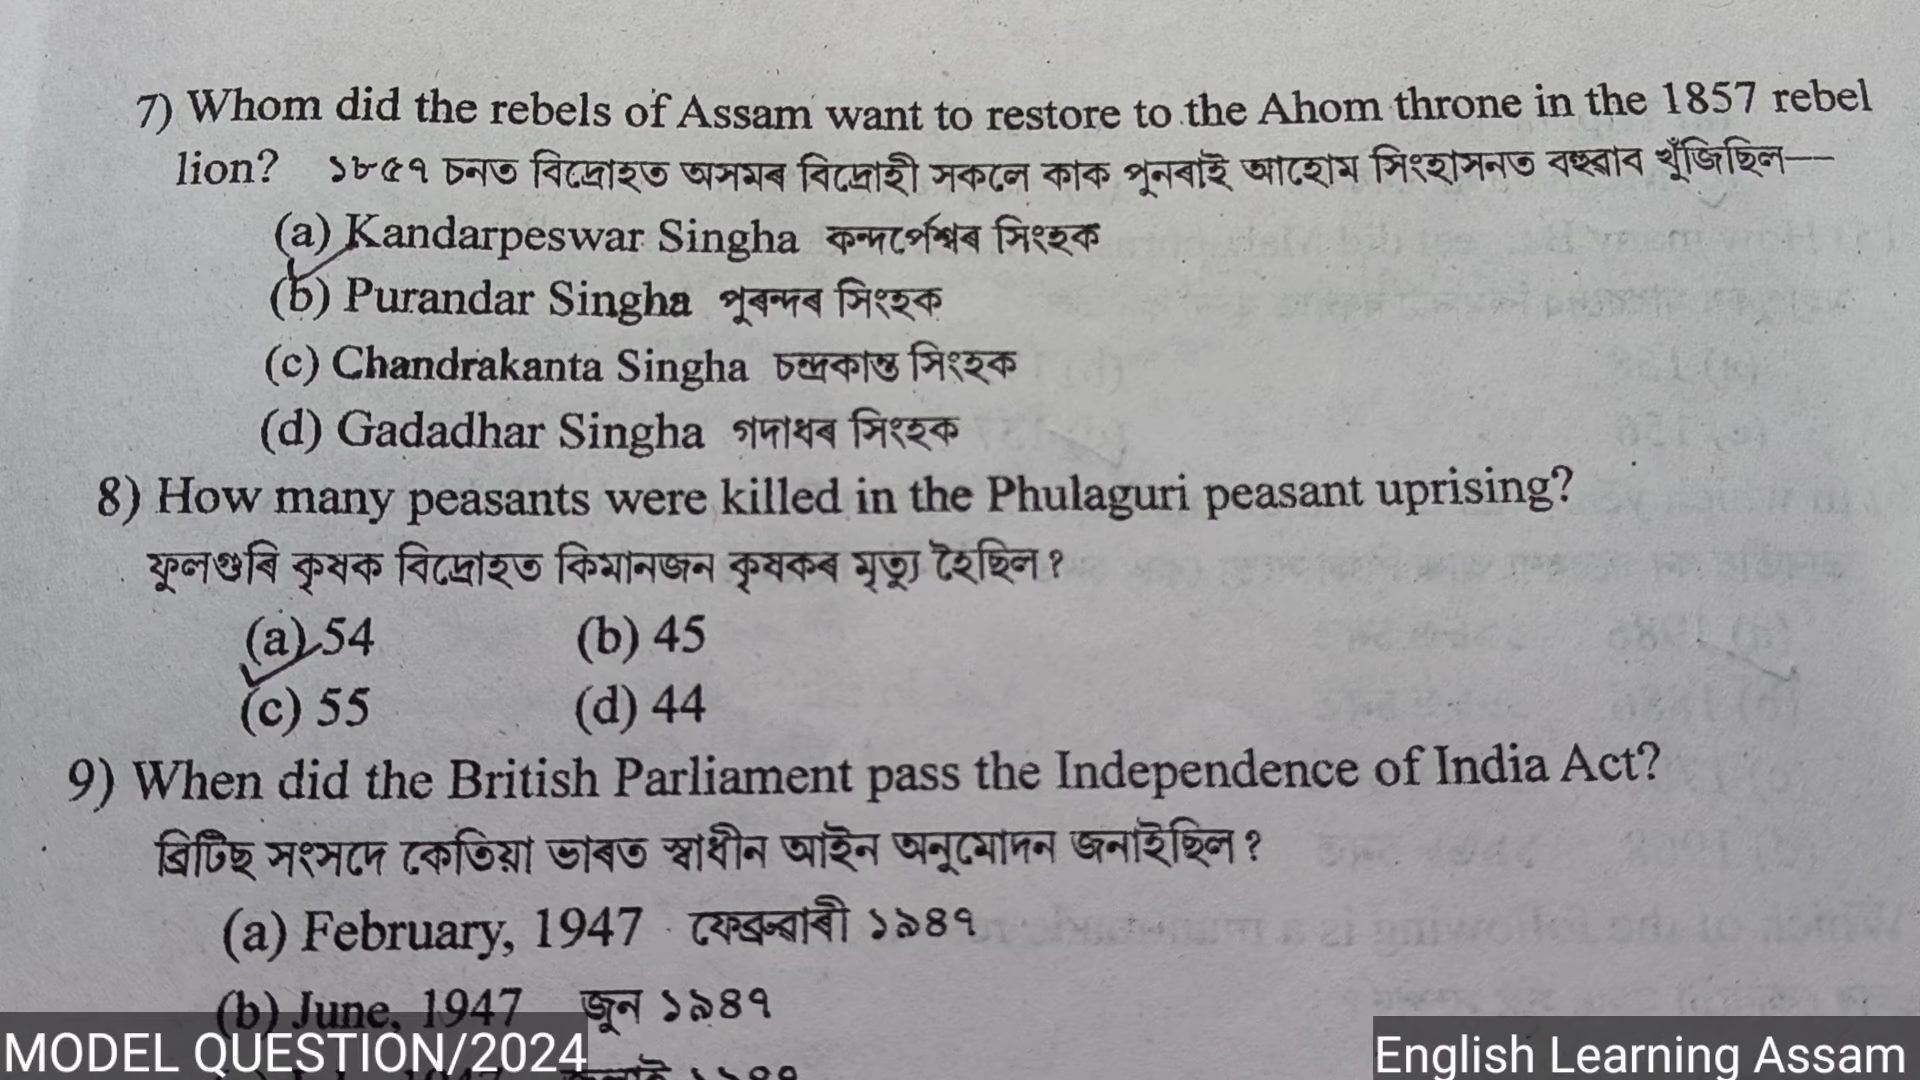 7) Whom did the rebels of Assam want to restore to the Ahom throne in the 1857 rebel
lion? ১৮৫৭ চনত বিদ্ৰোহত অসমৰ বিদ্ৰোহী সকলে কাক পুনৰাই আহোম সিংহাসনত বহুৱাব খুঁজিছিল—
(a) Kandarpeswar Singha কন্দৰ্পেশ্বৰ সিংহক
(b) Purandar Singha পুৰন্দৰ সিংহক
(c) Chandrakanta Singha চন্দ্ৰকান্ত সিংহক
(d) Gadadhar Singha গদাধৰ সিংহক
8) How many peasants were killed in the Phulaguri peasant uprising?
ফুলগুৰি কৃষক বিদ্ৰোহত কিমানজন কৃষকৰ মৃত্যু হৈছিল?
(a) 54 (b) 45
(c) 55 (d) 44
9) When did the British Parliament pass the Independence of India Act?
ব্ৰিটিছ সংসদে কেতিয়া ভাৰত স্বাধীন আইন অনুমোদন জনাইছিল?
(a) February, 1947 ফেব্ৰুৱাৰী ১৯৪৭
(b) June, 1947 জুন ১৯৪৭
MODEL QUESTION/2024
English Learning Assam